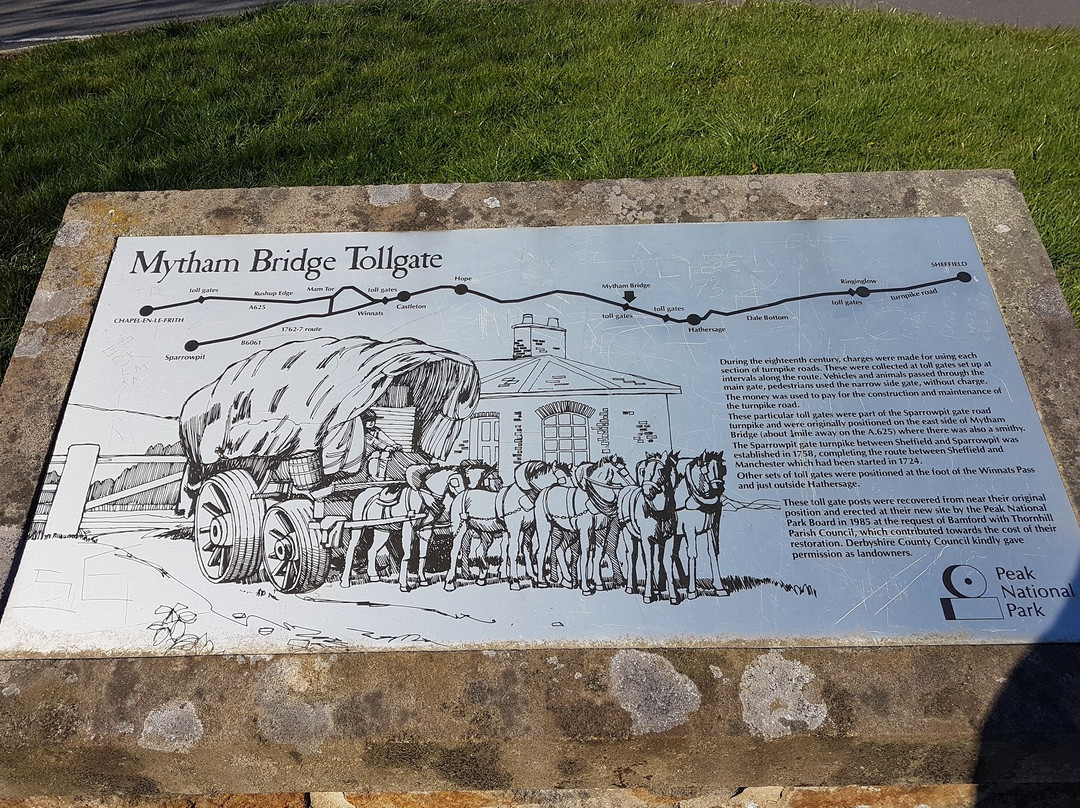 Mytham Bridge Tollgate
SHEFFIELD
Hope
Ringinglow
toll gates
Rushup Edge
Mam Tor
toll gates
Mytham Bridge
turnpike road
A625
Castleton
toll gates
CHAPEL-EN-LE-FRITH
Winnats
toll gates
toll gates
Dale Bottom
1762-7 route
Hathersage
Sparrowpit
B6061
During the eighteenth century, charges were made for using each
section of turnpike roads. These were collected at toll gates set up at
intervals along the route. Vehicles and animals passed through the
main gate, pedestrians used the narrow side gate, without charge.
The money was used to pay for the construction and maintenance of
the turnpike road.
These particular toll gates were part of the Sparrowpit gate road
turnpike and were originally positioned on the east side of Mytham
Bridge (about mile away on the A.625) where there was also a smithy.
The Sparrowpit gate turnpike between Sheffield and Sparrowpit was
established in 1758, completing the route between Sheffield and
Manchester which had been started in 1724.
Other sets of toll gates were positioned at the foot of the Winnats Pass
and just outside Hathersage.
These toll gate posts were recovered from near their original
position and erected at their new site by the Peak National
Park Board in 1985 at the request of Bamford with Thornhill
Parish Council, which contributed towards the cost of their
restoration. Derbyshire County Council kindly gave
permission as landowners.
Peak
National
Park